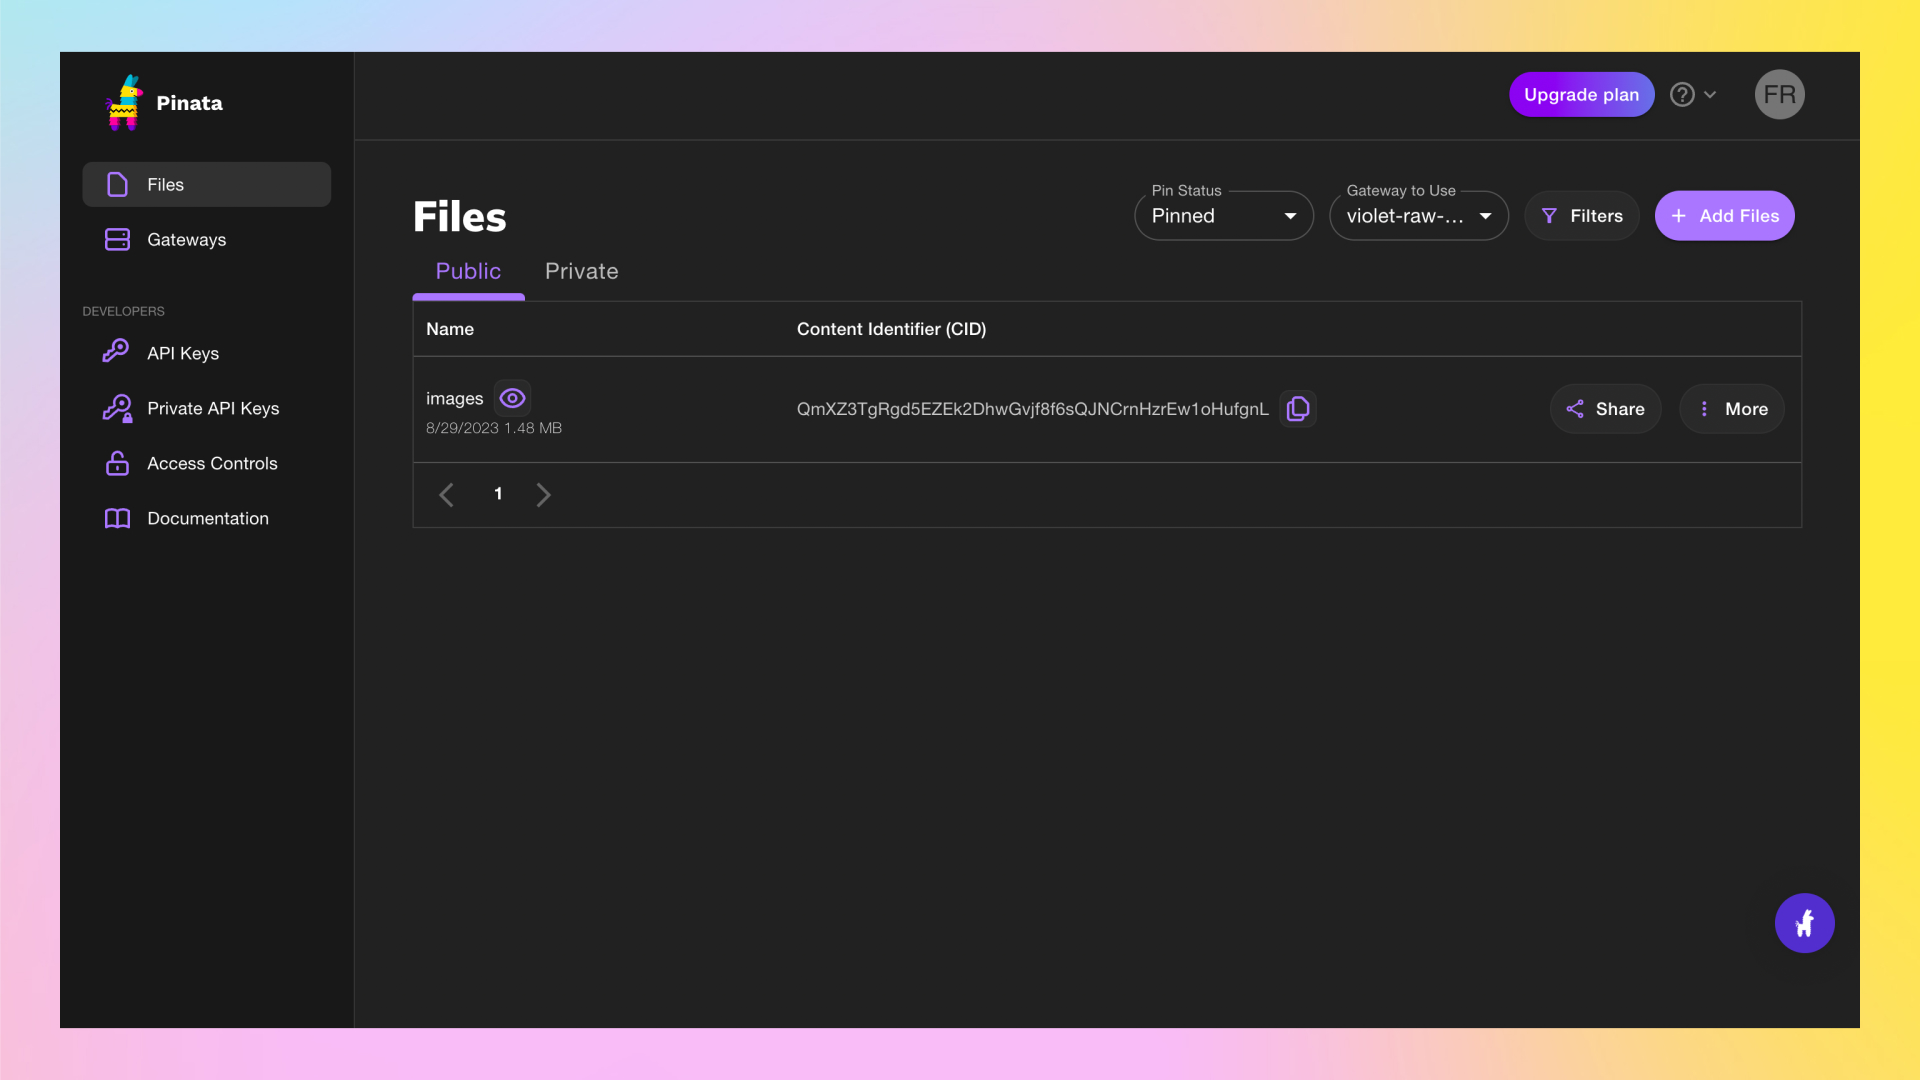 Pinata
Files
Gateways
DEVELOPERS
API Keys
Private API Keys
Access Controls
Documentation
Upgrade plan
FR
Files
Pin Status
Pinned
Gateway to Use
violet-raw-...
Filters
+ Add Files
Public
Private
Name
Content Identifier (CID)
images
8/29/2023 1.48 MB
QmXZ3TgRgd5EZEk2DhwGvjf8f6sQJNCrnHzrEw1oHufgnL
Share
More
1